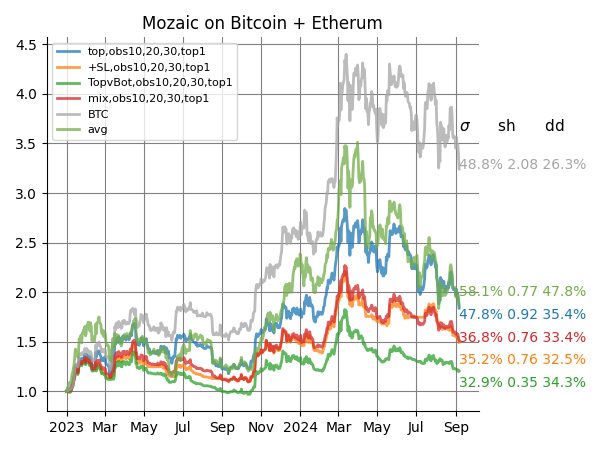 Mozaic on Bitcoin + Etherum
4.5
4.0
3.5
3.0
2.5
2.0
1.5
1.0
top,obs10,20,30,top1
+SL,obs10,20,30,top1
TopvBot,obs10,20,30,top1
mix,obs10,20,30,top1
BTC
avg
σ sh dd
48.8% 2.08 26.3%
58.1% 0.77 47.8%
47.8% 0.92 35.4%
36.8% 0.76 33.4%
35.2% 0.76 32.5%
32.9% 0.35 34.3%
2023 Mar May Jul Sep Nov 2024 Mar May Jul Sep